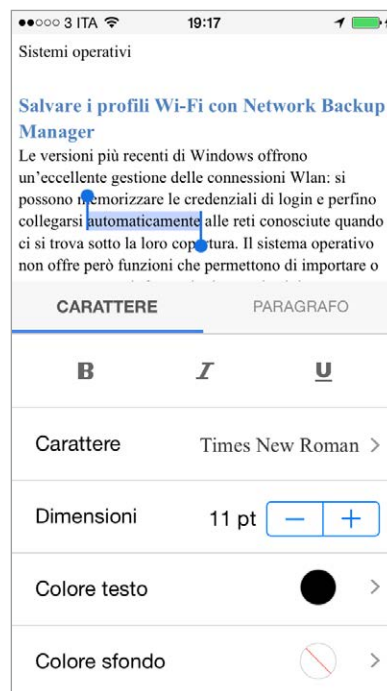 3 ITA 19:17
Sistemi operativi
Salvare i profili Wi-Fi con Network Backup
Manager
Le versioni più recenti di Windows offrono
un'eccellente gestione delle connessioni Wlan: si
possono memorizzare le credenziali di login e perfino
collegarsi automaticamente alle reti conosciute quando
ci si trova sotto la loro copertura. Il sistema operativo
non offre però funzioni che permettono di importare o
CARATTERE PARAGRAFO
B I U
Carattere Times New Roman >
Dimensioni 11 pt − +
Colore testo >
Colore sfondo >